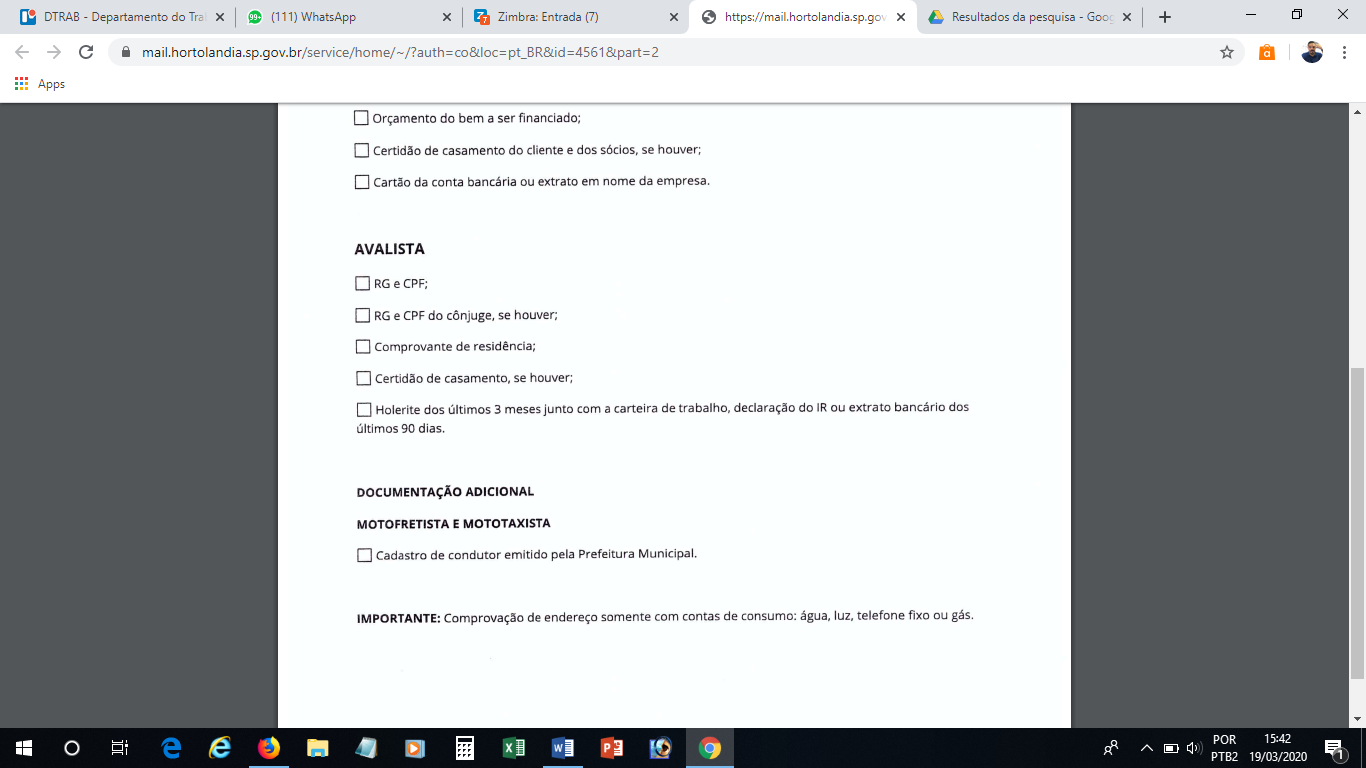 DTRAB - Departamento do Tra
(111) WhatsApp
Zimbra: Entrada (7)
https://mail.hortolandia.sp.gov
Resultados da pesquisa - Goog
mail.hortolandia.sp.gov.br/service/home/~/?auth=co&loc=pt_BR&id=4561&part=2
Apps
Orçamento do bem a ser financiado;
Certidão de casamento do cliente e dos sócios, se houver;
Cartão da conta bancária ou extrato em nome da empresa.
AVALISTA
RG e CPF;
RG e CPF do cônjuge, se houver;
Comprovante de residência;
Certidão de casamento, se houver;
Holerite dos últimos 3 meses junto com a carteira de trabalho, declaração do IR ou extrato bancário dos
últimos 90 dias.
DOCUMENTAÇÃO ADICIONAL
MOTOFRETISTA E MOTOTAXISTA
Cadastro de condutor emitido pela Prefeitura Municipal.
IMPORTANTE: Comprovação de endereço somente com contas de consumo: água, luz, telefone fixo ou gás.
POR
PTB2
15:42
19/03/2020
1